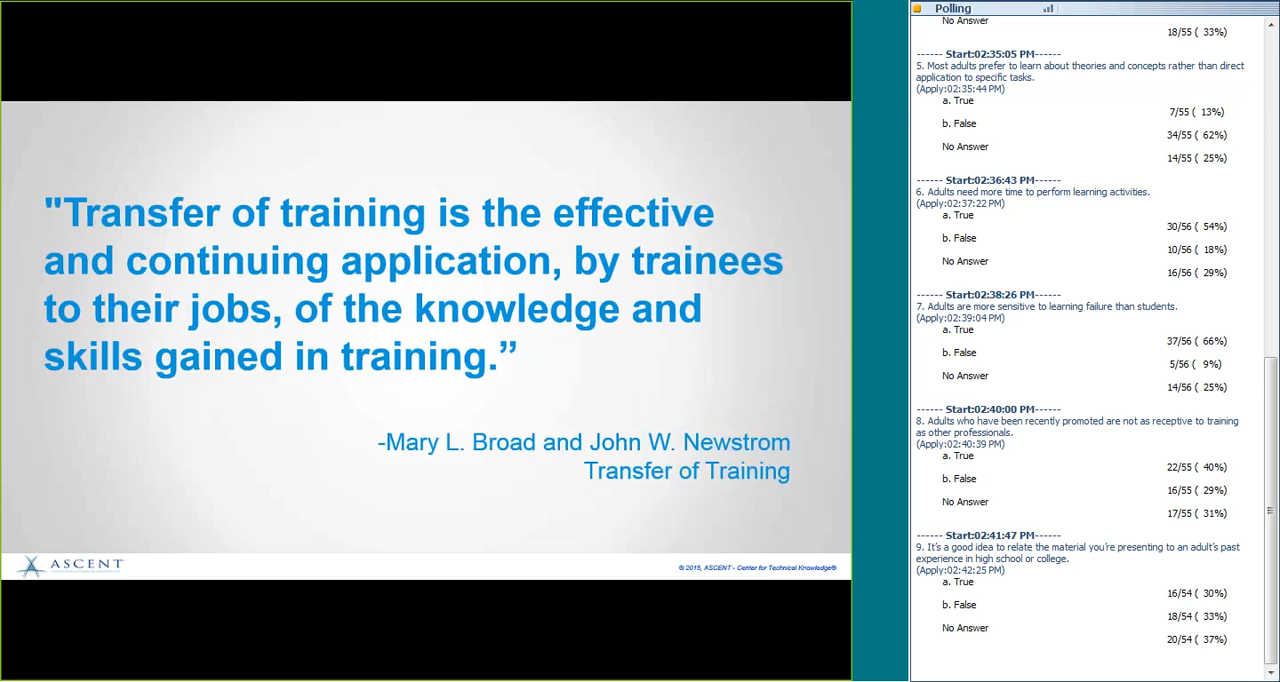 "Transfer of training is the effective
and continuing application, by trainees
to their jobs, of the knowledge and
skills gained in training.”
-Mary L. Broad and John W. Newstrom
Transfer of Training
ASCENT
© 2015, ASCENT - Center for Technical Knowledge®
Polling
No Answer
18/55 ( 33%)
------ Start:02:35:05 PM------
5. Most adults prefer to learn about theories and concepts rather than direct
application to specific tasks.
(Apply:02:35:44 PM)
a. True
7/55 ( 13%)
b. False
34/55 ( 62%)
No Answer
14/55 ( 25%)
------ Start:02:36:43 PM------
6. Adults need more time to perform learning activities.
(Apply:02:37:22 PM)
a. True
30/56 ( 54%)
b. False
10/56 ( 18%)
No Answer
16/56 ( 29%)
------ Start:02:38:26 PM------
7. Adults are more sensitive to learning failure than students.
(Apply:02:39:04 PM)
a. True
37/56 ( 66%)
b. False
5/56 ( 9%)
No Answer
14/56 ( 25%)
------ Start:02:40:00 PM------
8. Adults who have been recently promoted are not as receptive to training
as other professionals.
(Apply:02:40:39 PM)
a. True
22/55 ( 40%)
b. False
16/55 ( 29%)
No Answer
17/55 ( 31%)
------ Start:02:41:47 PM------
9. It's a good idea to relate the material you're presenting to an adult's past
experience in high school or college.
(Apply:02:42:25 PM)
a. True
16/54 ( 30%)
b. False
18/54 ( 33%)
No Answer
20/54 ( 37%)